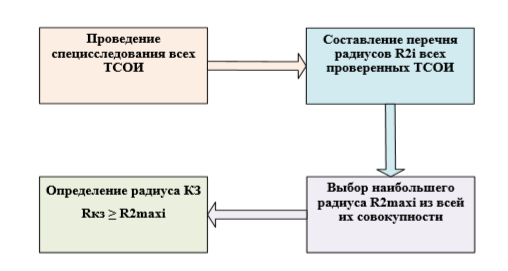 Проведение
специсследования всех
ТСОИ
Составление перечня
радиусов R2i всех
проверенных ТСОИ
Выбор наибольшего
радиуса R2maxi из всей
их совокупности
Определение радиуса КЗ
Rкз ≥ R2maxi